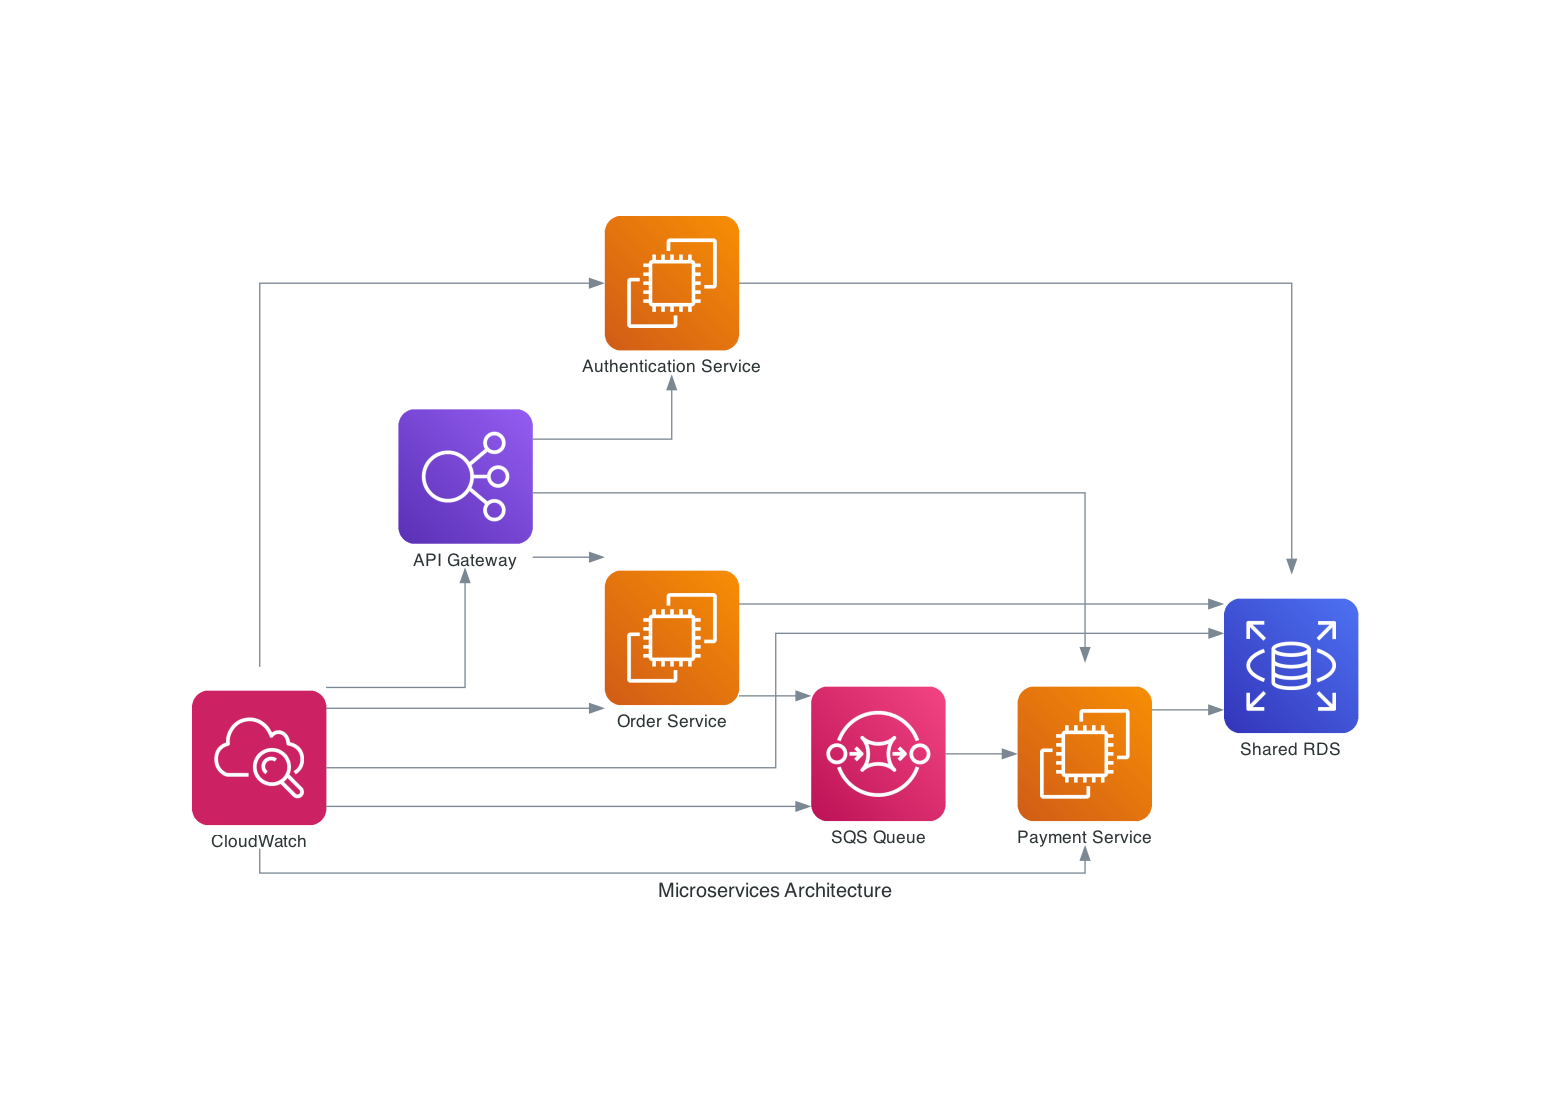 Authentication Service
API Gateway
Order Service
CloudWatch
SQS Queue
Payment Service
Shared RDS
Microservices Architecture